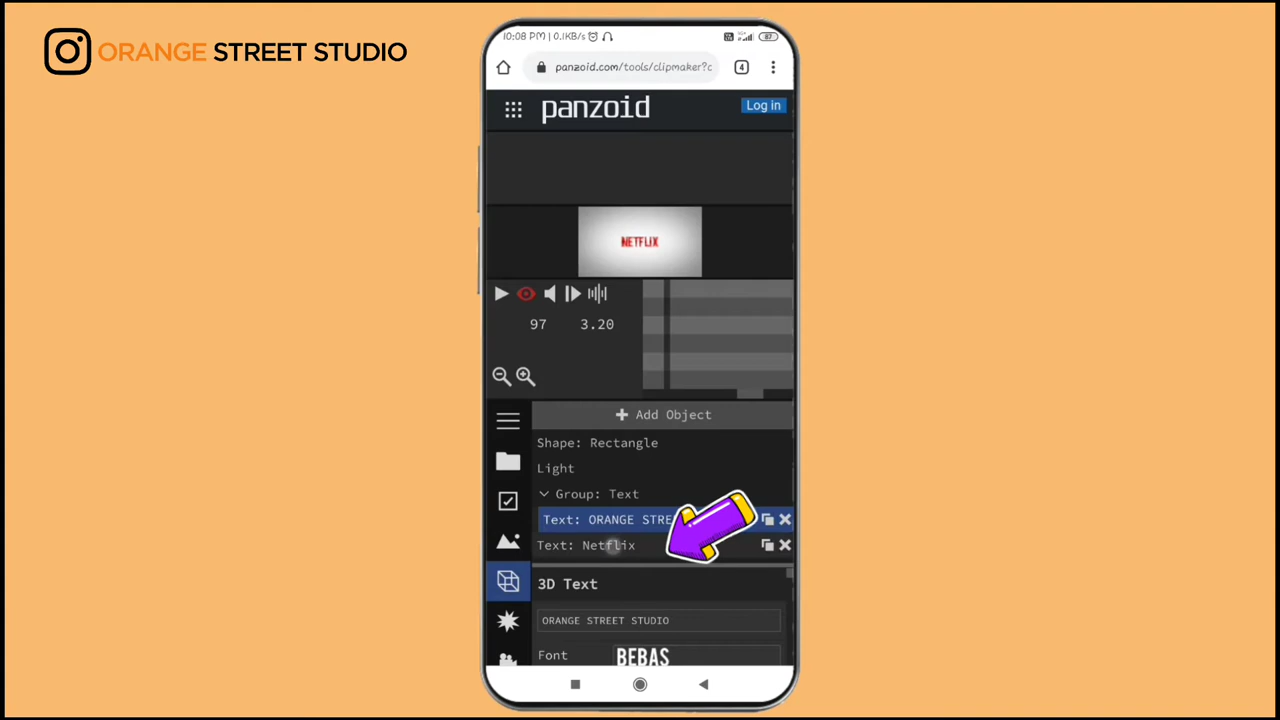 ORANGE STREET STUDIO
10:08 PM | 0.1KB/s
87
panzoid.com/tools/clipmaker?c
4
panzoid
Log in
NETFLIX
97
3.20
Add Object
Shape: Rectangle
Light
Group: Text
Text: ORANGE STRE
Text: Netflix
3D Text
ORANGE STREET STUDIO
Font
BEBAS